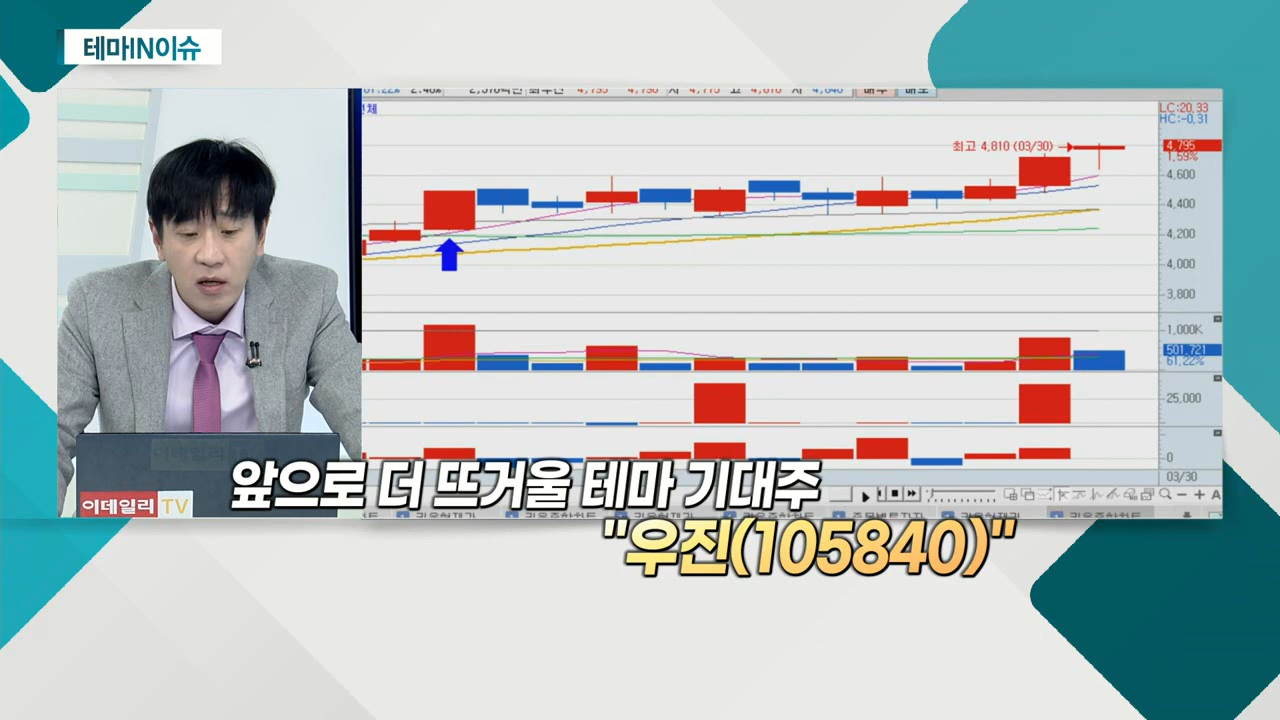 테마IN이슈
LC:20.33
HC:-0.31
최고 4,810 (03/30)
4,795
1.59%
4,600
4,400
4,200
4,000
3,800
1,000K
501,721
61,22%
25,000
0
03/30
A
이데일리 TV
앞으로 더 뜨거울 테마 기대주
"우진(105840)"